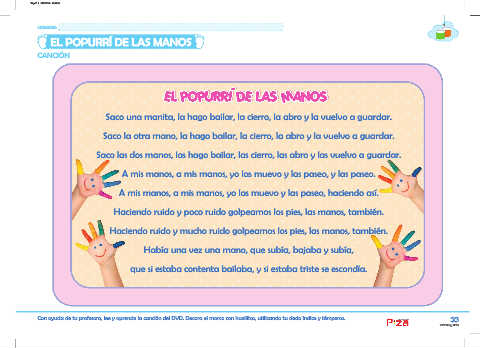 EL POPURRÍ DE LAS MANOS
CANCIÓN
EL POPURRÍ DE LAS MANOS
Saco una manita, la hago bailar, la cierro, la abro y la vuelvo a guardar.
Saco la otra mano, la hago bailar, la cierro, la abro y la vuelvo a guardar.
Saco las dos manos, las hago bailar, las cierro, las abro y las vuelvo a guardar.
A mis manos, a mis manos, yo las muevo y las paseo, y las paseo.
A mis manos, a mis manos, yo las muevo y las paseo, haciendo así.
Haciendo ruido y poco ruido golpeamos los pies, las manos, también.
Haciendo ruido y mucho ruido golpeamos los pies, las manos, también.
Había una vez una mano, que subía, bajaba y subía,
que si estaba contenta bailaba, y si estaba triste se escondía.
Con ayuda de tu profesora, lee y aprende la canción del DVD. Decora el marco con huellitas, utilizando tu dedo índice y témperas.
33